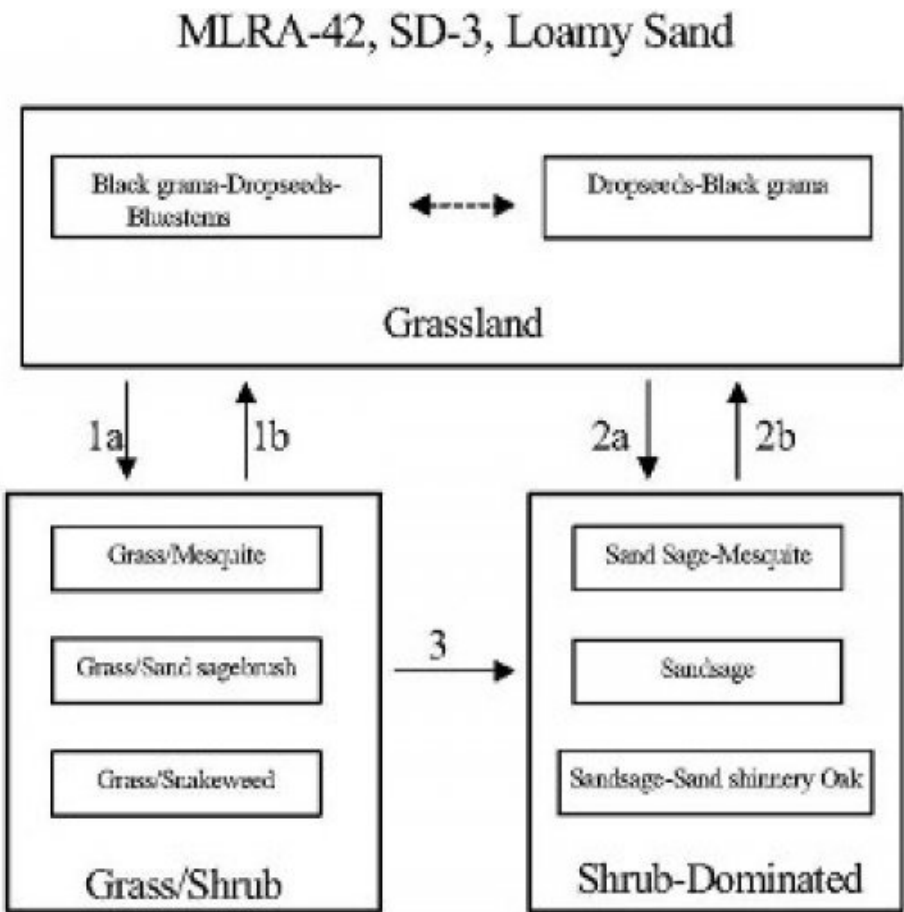 MLRA-42, SD-3, Loamy Sand
Black grama-Dropseeds-
Bluestems
Dropseeds-Black grama
Grassland
1a
1b
2a
2b
Grass/Mesquite
Grass/Sand sagebrush
Grass/Snakeweed
Grass/Shrub
3
Sand Sage-Mesquite
Sandsage
Sandsage-Sand shinnery Oak
Shrub-Dominated